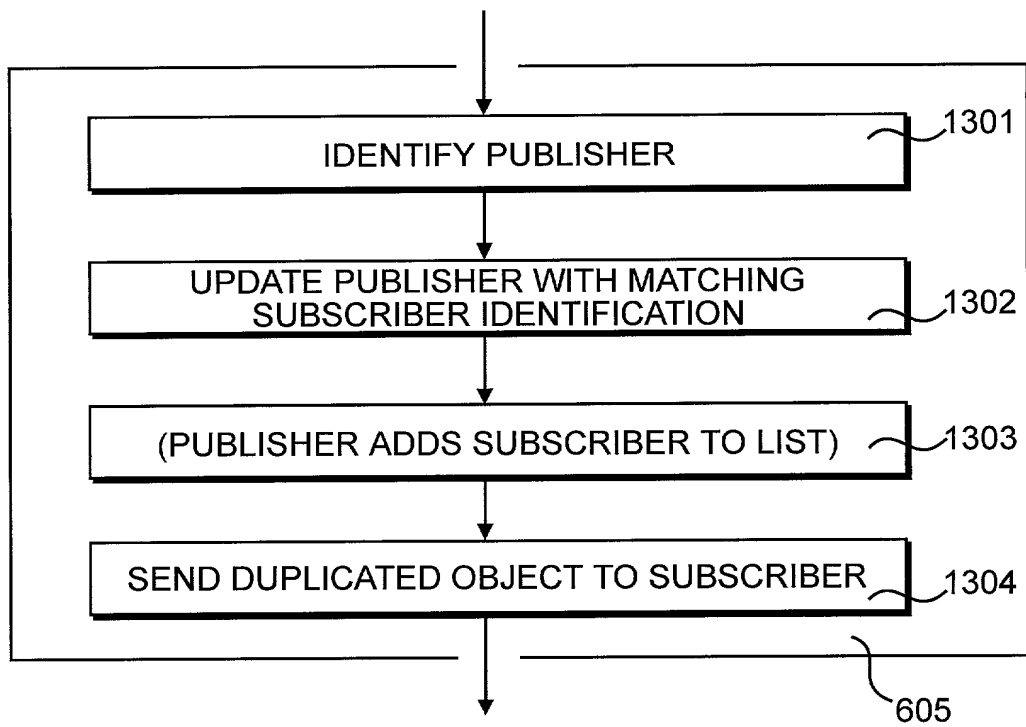 IDENTIFY PUBLISHER
1301
UPDATE PUBLISHER WITH MATCHING
SUBSCRIBER IDENTIFICATION
1302
(PUBLISHER ADDS SUBSCRIBER TO LIST)
1303
SEND DUPLICATED OBJECT TO SUBSCRIBER
1304
605